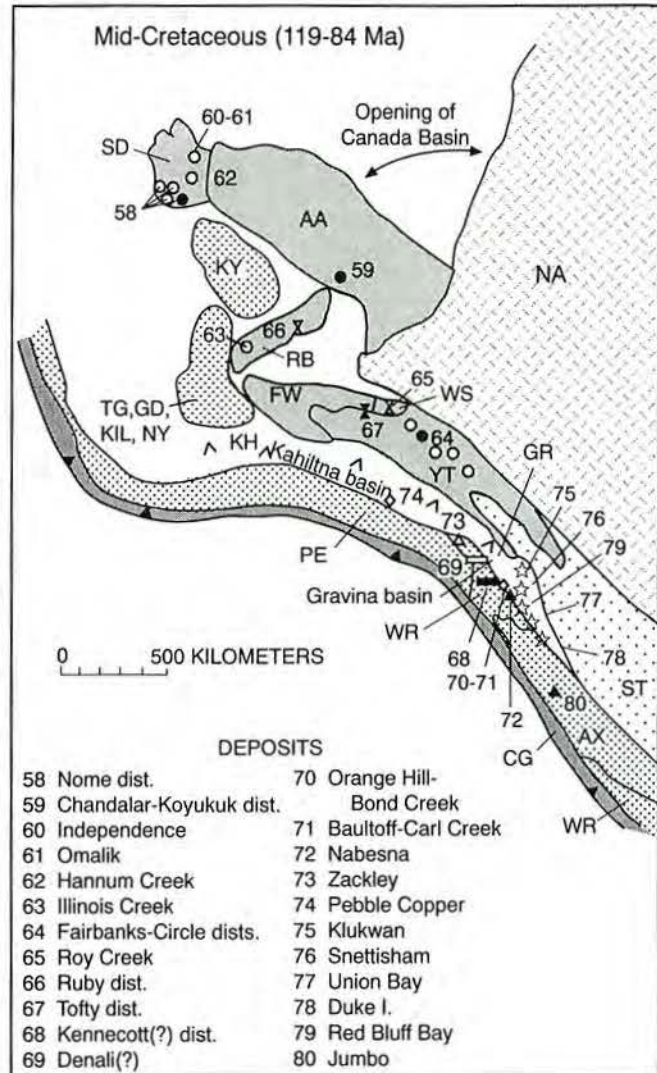 Mid-Cretaceous (119-84 Ma)
60-61
Opening of
Canada Basin
SD
62
AA
58
59
NA
KY
63
66
RB
65
WS
FW
67
64
TG,GD,
KIL, NY
KH
YT
GR
Kahiltna basin
74
75
76
73
79
PE
69
Gravina basin
77
WR
0 500 KILOMETERS
68
78
70-71
ST
72
80
CG
AX
WR
DEPOSITS
58 Nome dist.
59 Chandalar-Koyukuk dist.
60 Independence
61 Omalik
62 Hannum Creek
63 Illinois Creek
64 Fairbanks-Circle dists.
65 Roy Creek
66 Ruby dist.
67 Tofty dist.
68 Kennecott(?) dist.
69 Denali(?)
70 Orange Hill-
Bond Creek
71 Baultoff-Carl Creek
72 Nabesna
73 Zackley
74 Pebble Copper
75 Klukwan
76 Snettisham
77 Union Bay
78 Duke I.
79 Red Bluff Bay
80 Jumbo